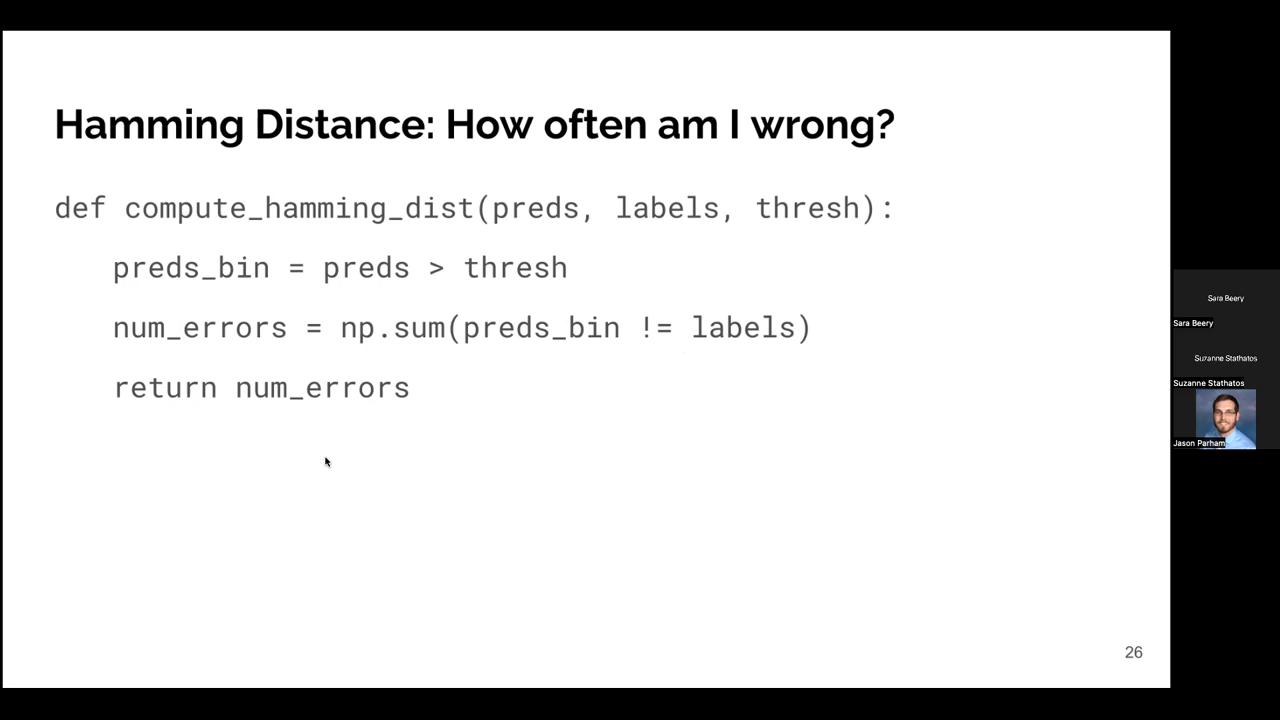 Hamming Distance: How often am I wrong?
def compute_hamming_dist(preds, labels, thresh):
preds_bin = preds > thresh
num_errors = np.sum(preds_bin != labels)
return num_errors
26
Sara Beery
Sara Beery
Suzanne Stathatos
Suzanne Stathatos
Jason Parham